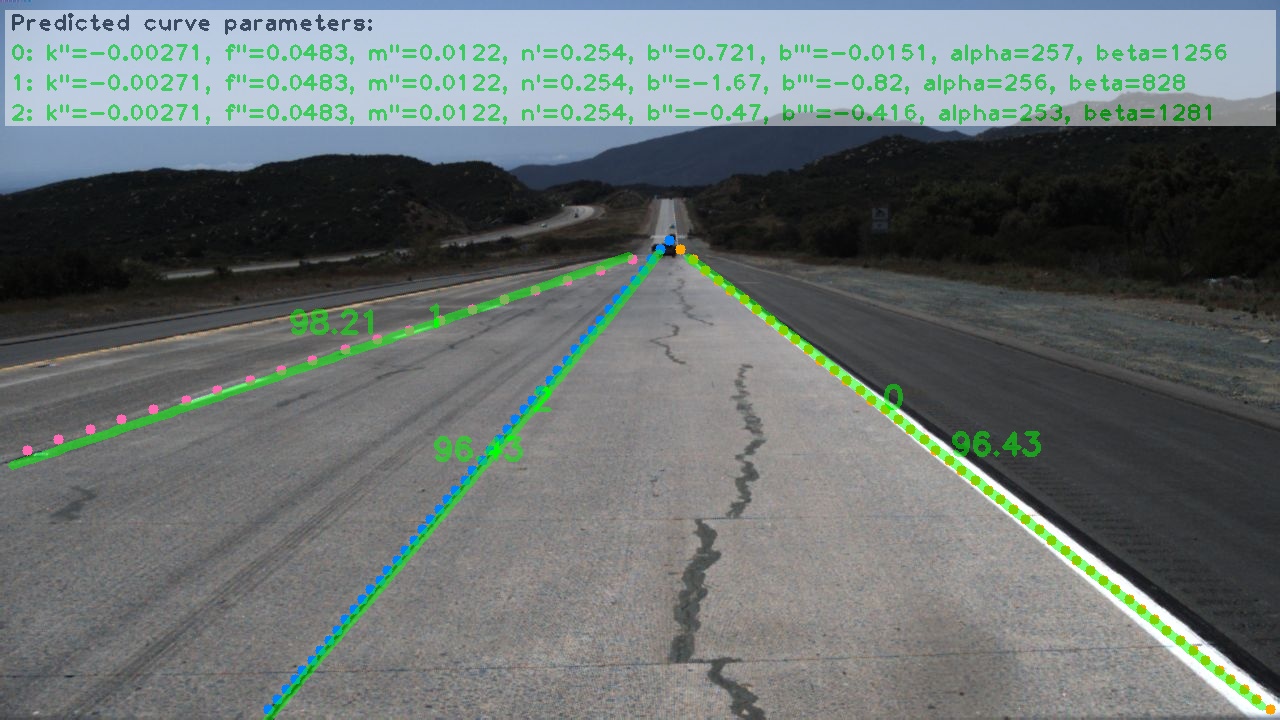 Predicted curve parameters:
0: k''=-0.00271, f''=0.0483, m''=0.0122, n'=0.254, b''=0.721, b'''=-0.0151, alpha=257, beta=1256
1: k''=-0.00271, f''=0.0483, m''=0.0122, n'=0.254, b''=-1.67, b'''=-0.82, alpha=256, beta=828
2: k''=-0.00271, f''=0.0483, m''=0.0122, n'=0.254, b''=-0.47, b'''=-0.416, alpha=253, beta=1281
98.21 1
0
96.43